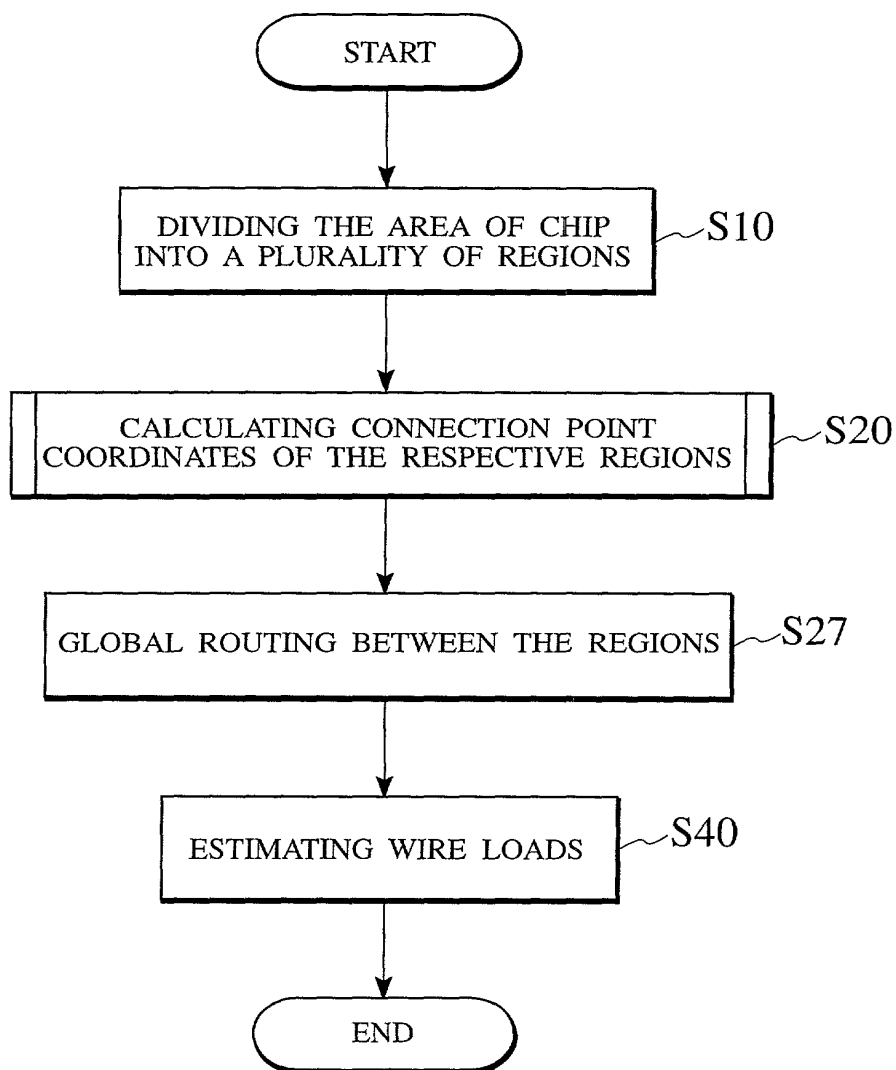 START
DIVIDING THE AREA OF CHIP
INTO A PLURALITY OF REGIONS
S10
CALCULATING CONNECTION POINT
COORDINATES OF THE RESPECTIVE REGIONS
S20
GLOBAL ROUTING BETWEEN THE REGIONS
S27
ESTIMATING WIRE LOADS
S40
END